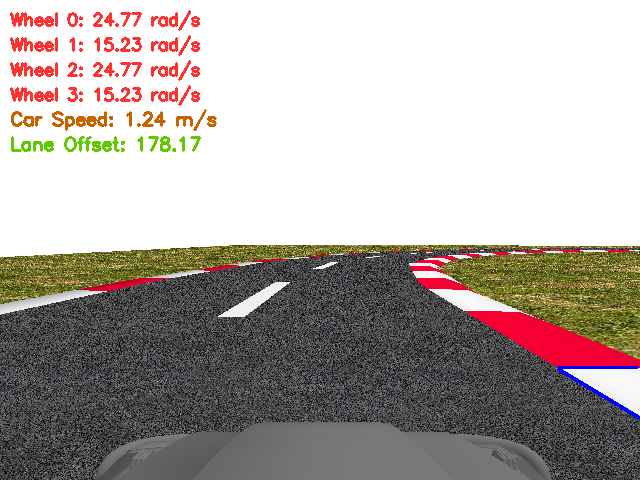 Wheel 0: 24.77 rad/s
Wheel 1: 15.23 rad/s
Wheel 2: 24.77 rad/s
Wheel 3: 15.23 rad/s
Car Speed: 1.24 m/s
Lane Offset: 178.17